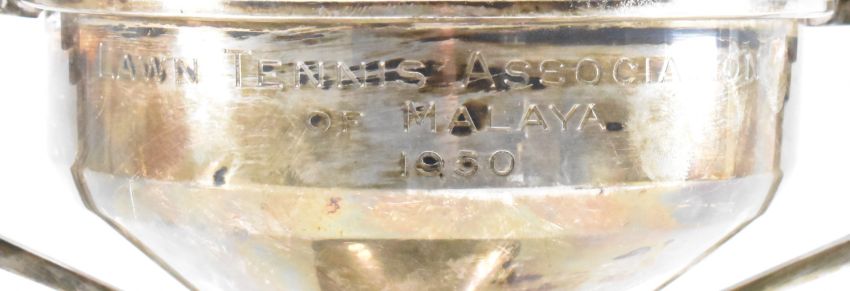 LAWN TENNIS ASSOCIATION
OF MALAYA.
1950